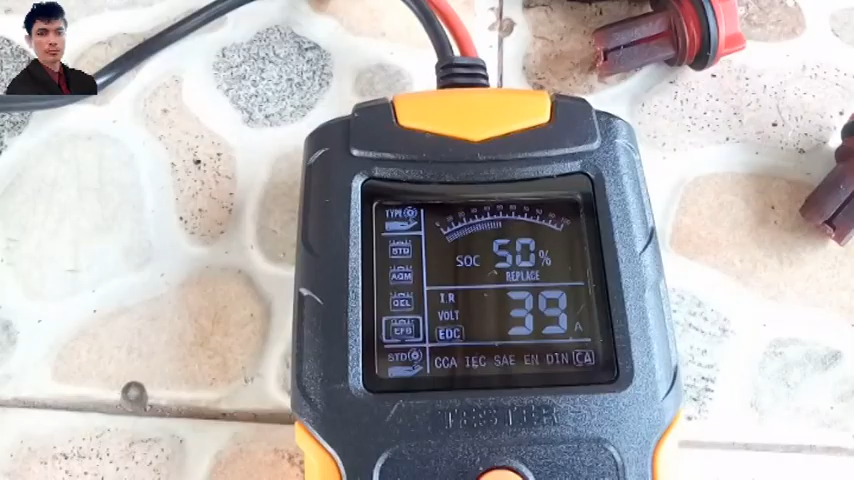 TYPE
STD
AGM
GEL
EFB
STD
SOC 50%
REPLACE
I.R
VOLT
EDC
39 A
CCA IEC SAE EN DIN CA
TESTER